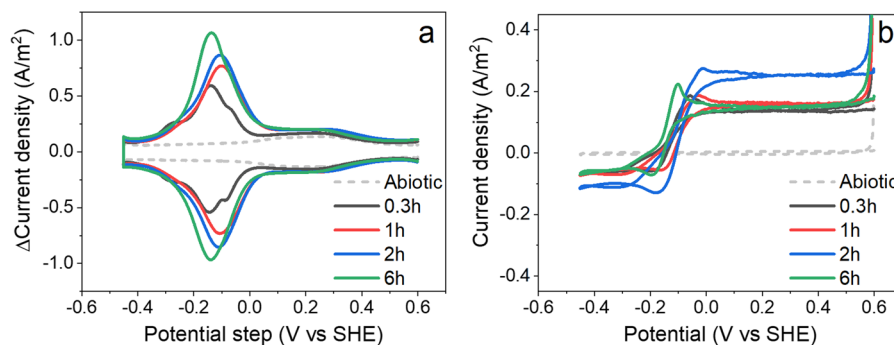 a
ΔCurrent density (A/m²)
1.0
0.5
0.0
-0.5
-1.0
Abiotic
0.3h
1h
2h
6h
-0.6 -0.4 -0.2 0.0 0.2 0.4 0.6
Potential step (V vs SHE)
b
Current density (A/m²)
0.4
0.2
0.0
-0.2
-0.4
Abiotic
0.3h
1h
2h
6h
-0.6 -0.4 -0.2 0.0 0.2 0.4 0.6
Potential (V vs SHE)